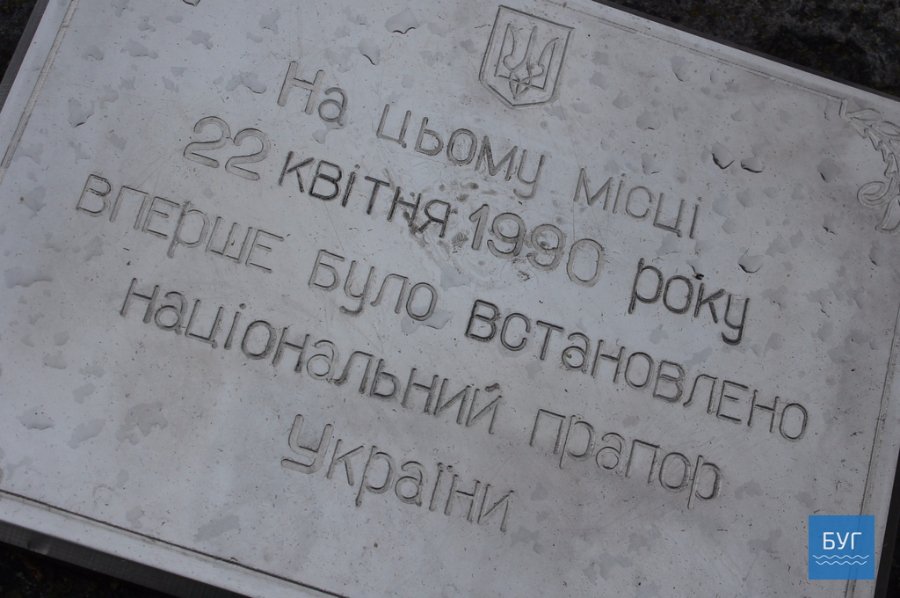 На цьому місці
22 квітня 1990 року
вперше було встановлено
національний прапор
України
БУГ